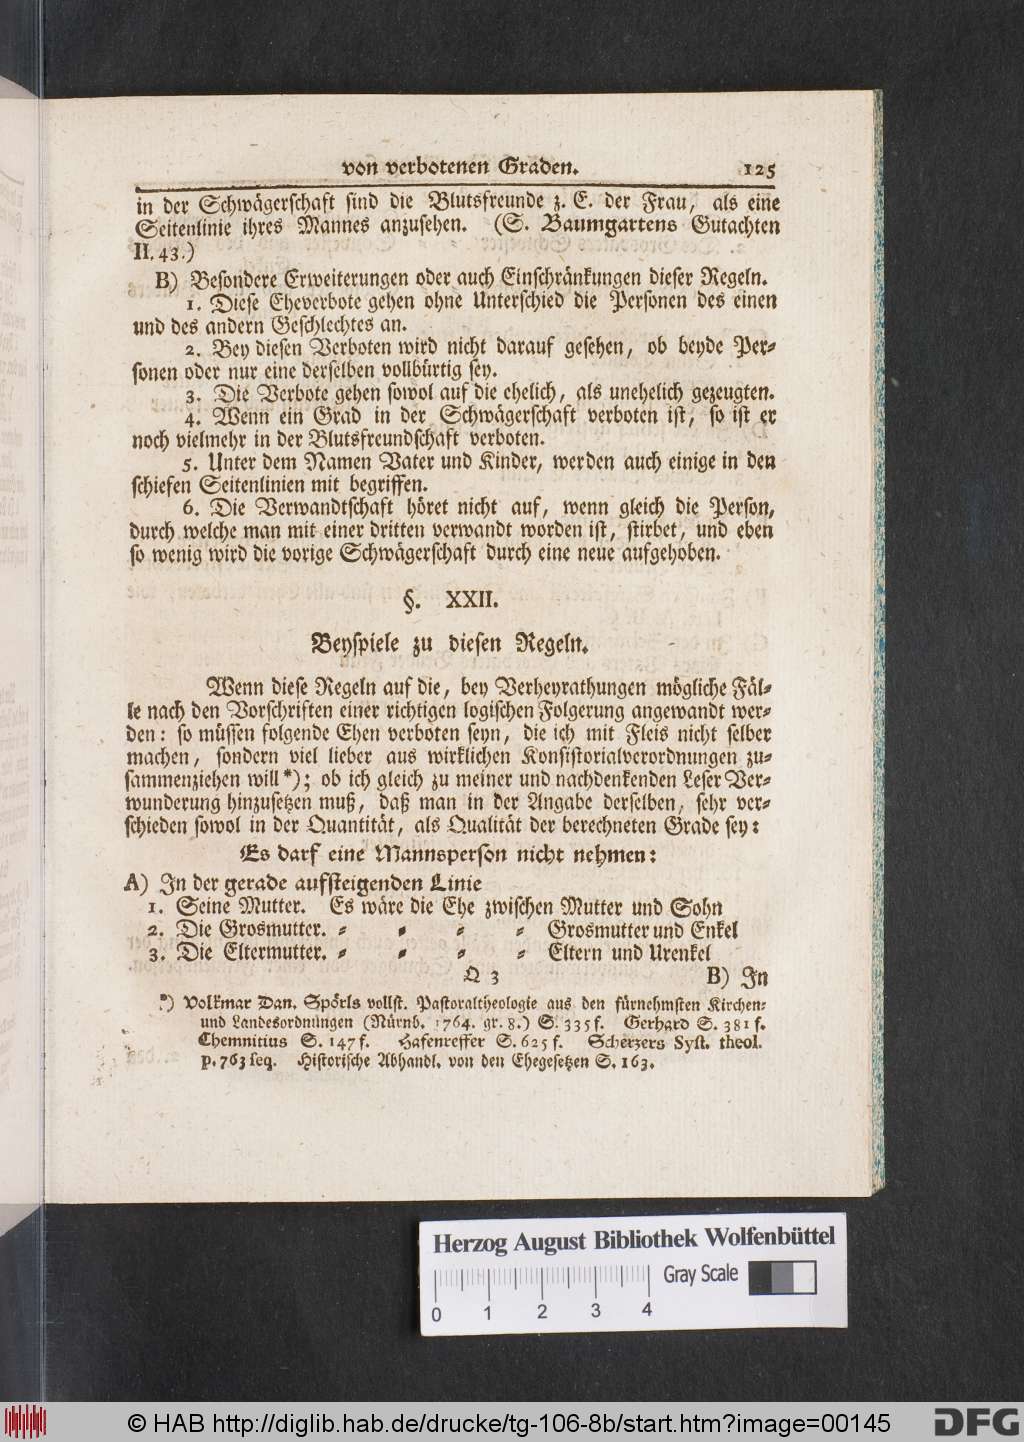 von verbotenen Graden. 125
in der Schwägerschaft sind die Blutsfreunde z. E. der Frau, als eine
Seitenlinie ihres Mannes anzusehen. (S. Baumgartens Gutachten
II. 43.)
B) Besondere Erweiterungen oder auch Einschränkungen dieser Regeln.
1. Diese Eheverbote gehen ohne Unterschied die Personen des einen
und des andern Geschlechtes an.
2. Bey diesen Verboten wird nicht darauf gesehen, ob beyde Per-
sonen oder nur eine derselben vollbürtig sey.
3. Die Verbote gehen sowol auf die ehelich, als unehelich gezeugten.
4. Wenn ein Grad in der Schwägerschaft verboten ist, so ist er
noch vielmehr in der Blutsfreundschaft verboten.
5. Unter dem Namen Vater und Kinder, werden auch einige in den
schiefen Seitenlinien mit begriffen.
6. Die Verwandtschaft höret nicht auf, wenn gleich die Person,
durch welche man mit einer dritten verwandt worden ist, stirbet, und eben
so wenig wird die vorige Schwägerschaft durch eine neue aufgehoben.
§. XXII.
Beyspiele zu diesen Regeln.
Wenn diese Regeln auf die, bey Verheyrathungen mögliche Fäl-
le nach den Vorschriften einer richtigen logischen Folgerung angewandt wer-
den: so müssen folgende Ehen verboten seyn, die ich mit Fleis nicht selber
machen, sondern viel lieber aus wirklichen Konsistorialverordnungen zu-
sammenziehen will *); ob ich gleich zu meiner und nachdenkenden Leser Ver-
wunderung hinzusetzen muß, daß man in der Angabe derselben, sehr ver-
schieden sowol in der Quantität, als Qualität der berechneten Grade sey:
Es darf eine Mannsperson nicht nehmen:
A) In der gerade aufsteigenden Linie
1. Seine Mutter. Es wäre die Ehe zwischen Mutter und Sohn
2. Die Grosmutter. - - - - Grosmutter und Enkel
3. Die Eltermutter. - - - - Eltern und Urenkel
Q 3 B) In
*) Volkmar Dan. Spörls vollst. Pastoraltheologie aus den fürnehmsten Kirchen-
und Landesordnungen (Nürnb. 1764. gr. 8.) S. 335 f. Gerhard S. 381 f.
Chemnitius S. 147 f. Hafenreffer S. 625 f. Scherzers Syst. theol.
p. 763 seq. Historische Abhandl. von den Ehegesetzen S. 163.
Herzog August Bibliothek Wolfenbüttel
Gray Scale
0 1 2 3 4
© HAB http://diglib.hab.de/drucke/tg-106-8b/start.htm?image=00145
DFG